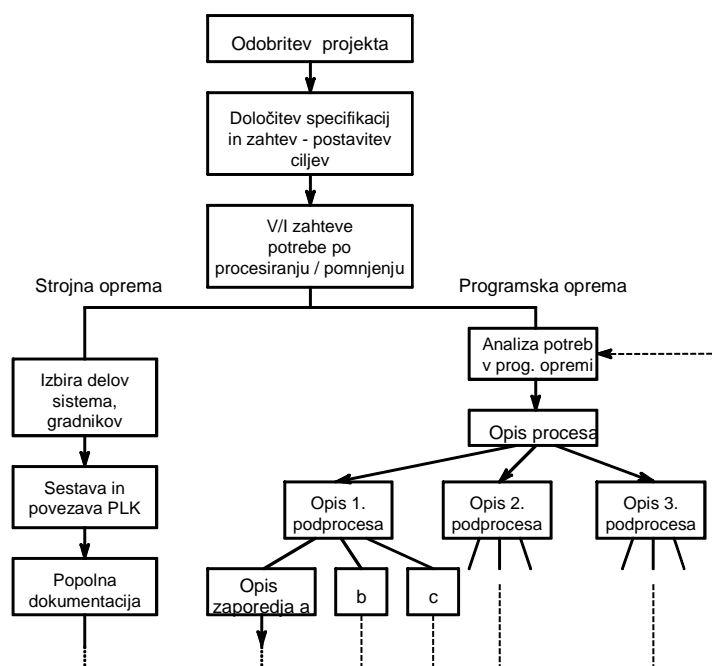 Odobritev projekta
Določitev specifikacij
in zahtev - postavitev
ciljev
V/I zahteve
potrebe po
procesiranju / pomnjenju
Strojna oprema
Programska oprema
Analiza potreb
v prog. opremi
Izbira delov
sistema,
gradnikov
Opis procesa
Sestava in
povezava PLK
Opis 1.
podprocesa
Opis 2.
podprocesa
Opis 3.
podprocesa
Popolna
dokumentacija
Opis
zaporedja a
b
c